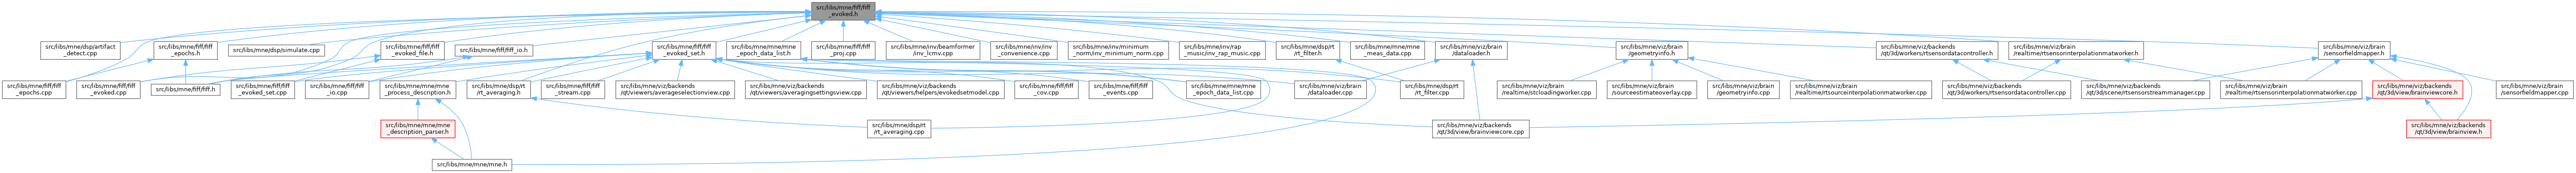 src/libs/mne/fiff/fiff
_evoked.h
src/libs/mne/dsp/artifact
_detect.cpp
src/libs/mne/fiff/fiff
_epochs.h
src/libs/mne/dsp/simulate.cpp
src/libs/mne/fiff/fiff
_evoked_file.h
src/libs/mne/fiff/fiff_io.h
src/libs/mne/fiff/fiff
_evoked_set.h
src/libs/mne/mne/mne
_epoch_data_list.h
src/libs/mne/fiff/fiff
_proj.cpp
src/libs/mne/inv/beamformer
/inv_lcmv.cpp
src/libs/mne/inv/inv
_convenience.cpp
src/libs/mne/inv/minimum
_norm/inv_minimum_norm.cpp
src/libs/mne/inv/rap
_music/inv_rap_music.cpp
src/libs/mne/dsp/rt
/rt_filter.h
src/libs/mne/mne/mne
_meas_data.cpp
src/libs/mne/viz/brain
/dataloader.h
src/libs/mne/viz/brain
/geometryinfo.h
src/libs/mne/viz/backends
/qt/3d/workers/rtsensordatacontroller.h
src/libs/mne/viz/brain
/realtime/rtsensorinterpolationmatworker.h
src/libs/mne/viz/brain
/sensorfieldmapper.h
src/libs/mne/fiff/fiff
_epochs.cpp
src/libs/mne/fiff/fiff
_evoked.cpp
src/libs/mne/fiff/fiff.h
src/libs/mne/fiff/fiff
_evoked_set.cpp
src/libs/mne/fiff/fiff
_io.cpp
src/libs/mne/mne/mne
_process_description.h
src/libs/mne/dsp/rt
/rt_averaging.h
src/libs/mne/fiff/fiff
_stream.cpp
src/libs/mne/viz/backends
/qt/viewers/averageselectionview.cpp
src/libs/mne/viz/backends
/qt/viewers/averagingsettingsview.cpp
src/libs/mne/viz/backends
/qt/viewers/helpers/evokedsetmodel.cpp
src/libs/mne/fiff/fiff
_cov.cpp
src/libs/mne/fiff/fiff
_events.cpp
src/libs/mne/mne/mne
_epoch_data_list.cpp
src/libs/mne/viz/brain
/dataloader.cpp
src/libs/mne/dsp/rt
/rt_filter.cpp
src/libs/mne/viz/brain
/realtime/stcloadingworker.cpp
src/libs/mne/viz/brain
/sourceestimateoverlay.cpp
src/libs/mne/viz/brain
/geometryinfo.cpp
src/libs/mne/viz/brain
/realtime/rtsourceinterpolationmatworker.cpp
src/libs/mne/viz/backends
/qt/3d/workers/rtsensordatacontroller.cpp
src/libs/mne/viz/backends
/qt/3d/scene/rtsensorstreammanager.cpp
src/libs/mne/viz/brain
/realtime/rtsensorinterpolationmatworker.cpp
src/libs/mne/viz/backends
/qt/3d/view/brainviewcore.h
src/libs/mne/viz/brain
/sensorfieldmapper.cpp
src/libs/mne/mne/mne
_description_parser.h
src/libs/mne/dsp/rt
/rt_averaging.cpp
src/libs/mne/viz/backends
/qt/3d/view/brainviewcore.cpp
src/libs/mne/viz/backends
/qt/3d/view/brainview.h
src/libs/mne/mne/mne.h